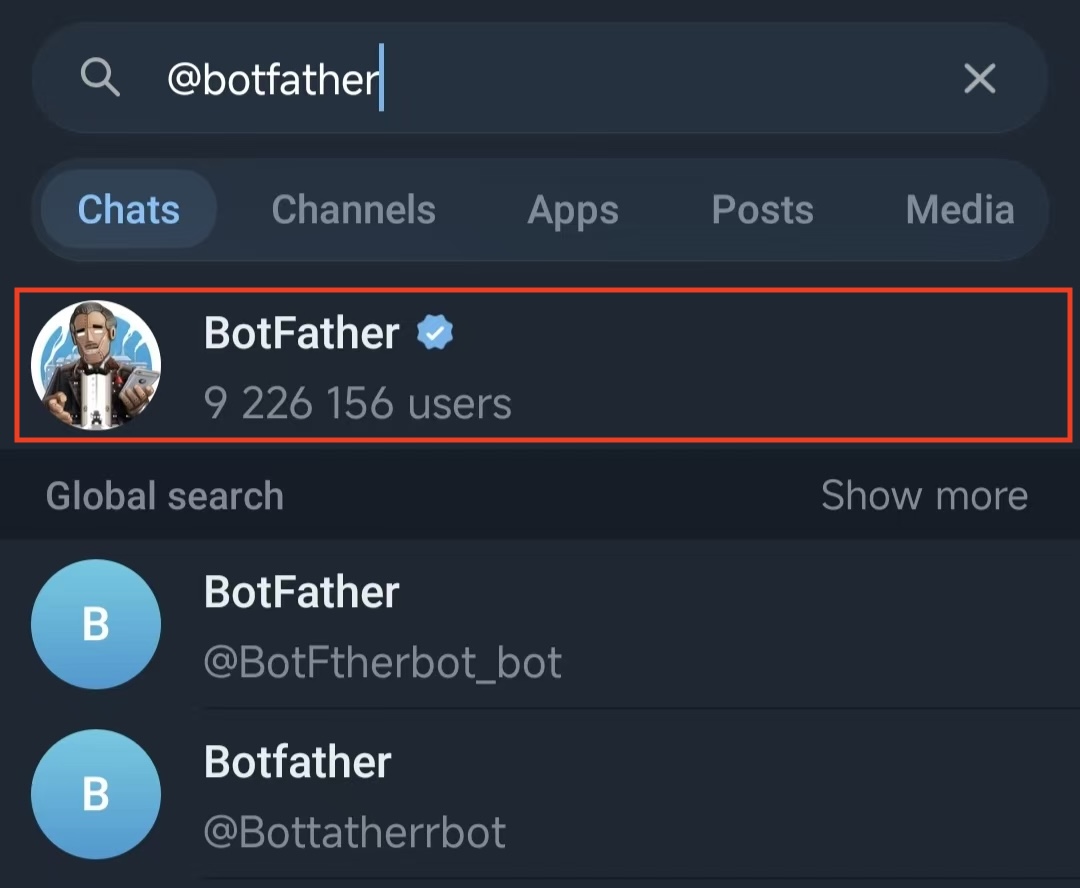 @botfather
Chats Channels Apps Posts Media
BotFather
9 226 156 users
Global search Show more
B
BotFather
@BotFtherbot_bot
B
Botfather
@Bottatherrbot